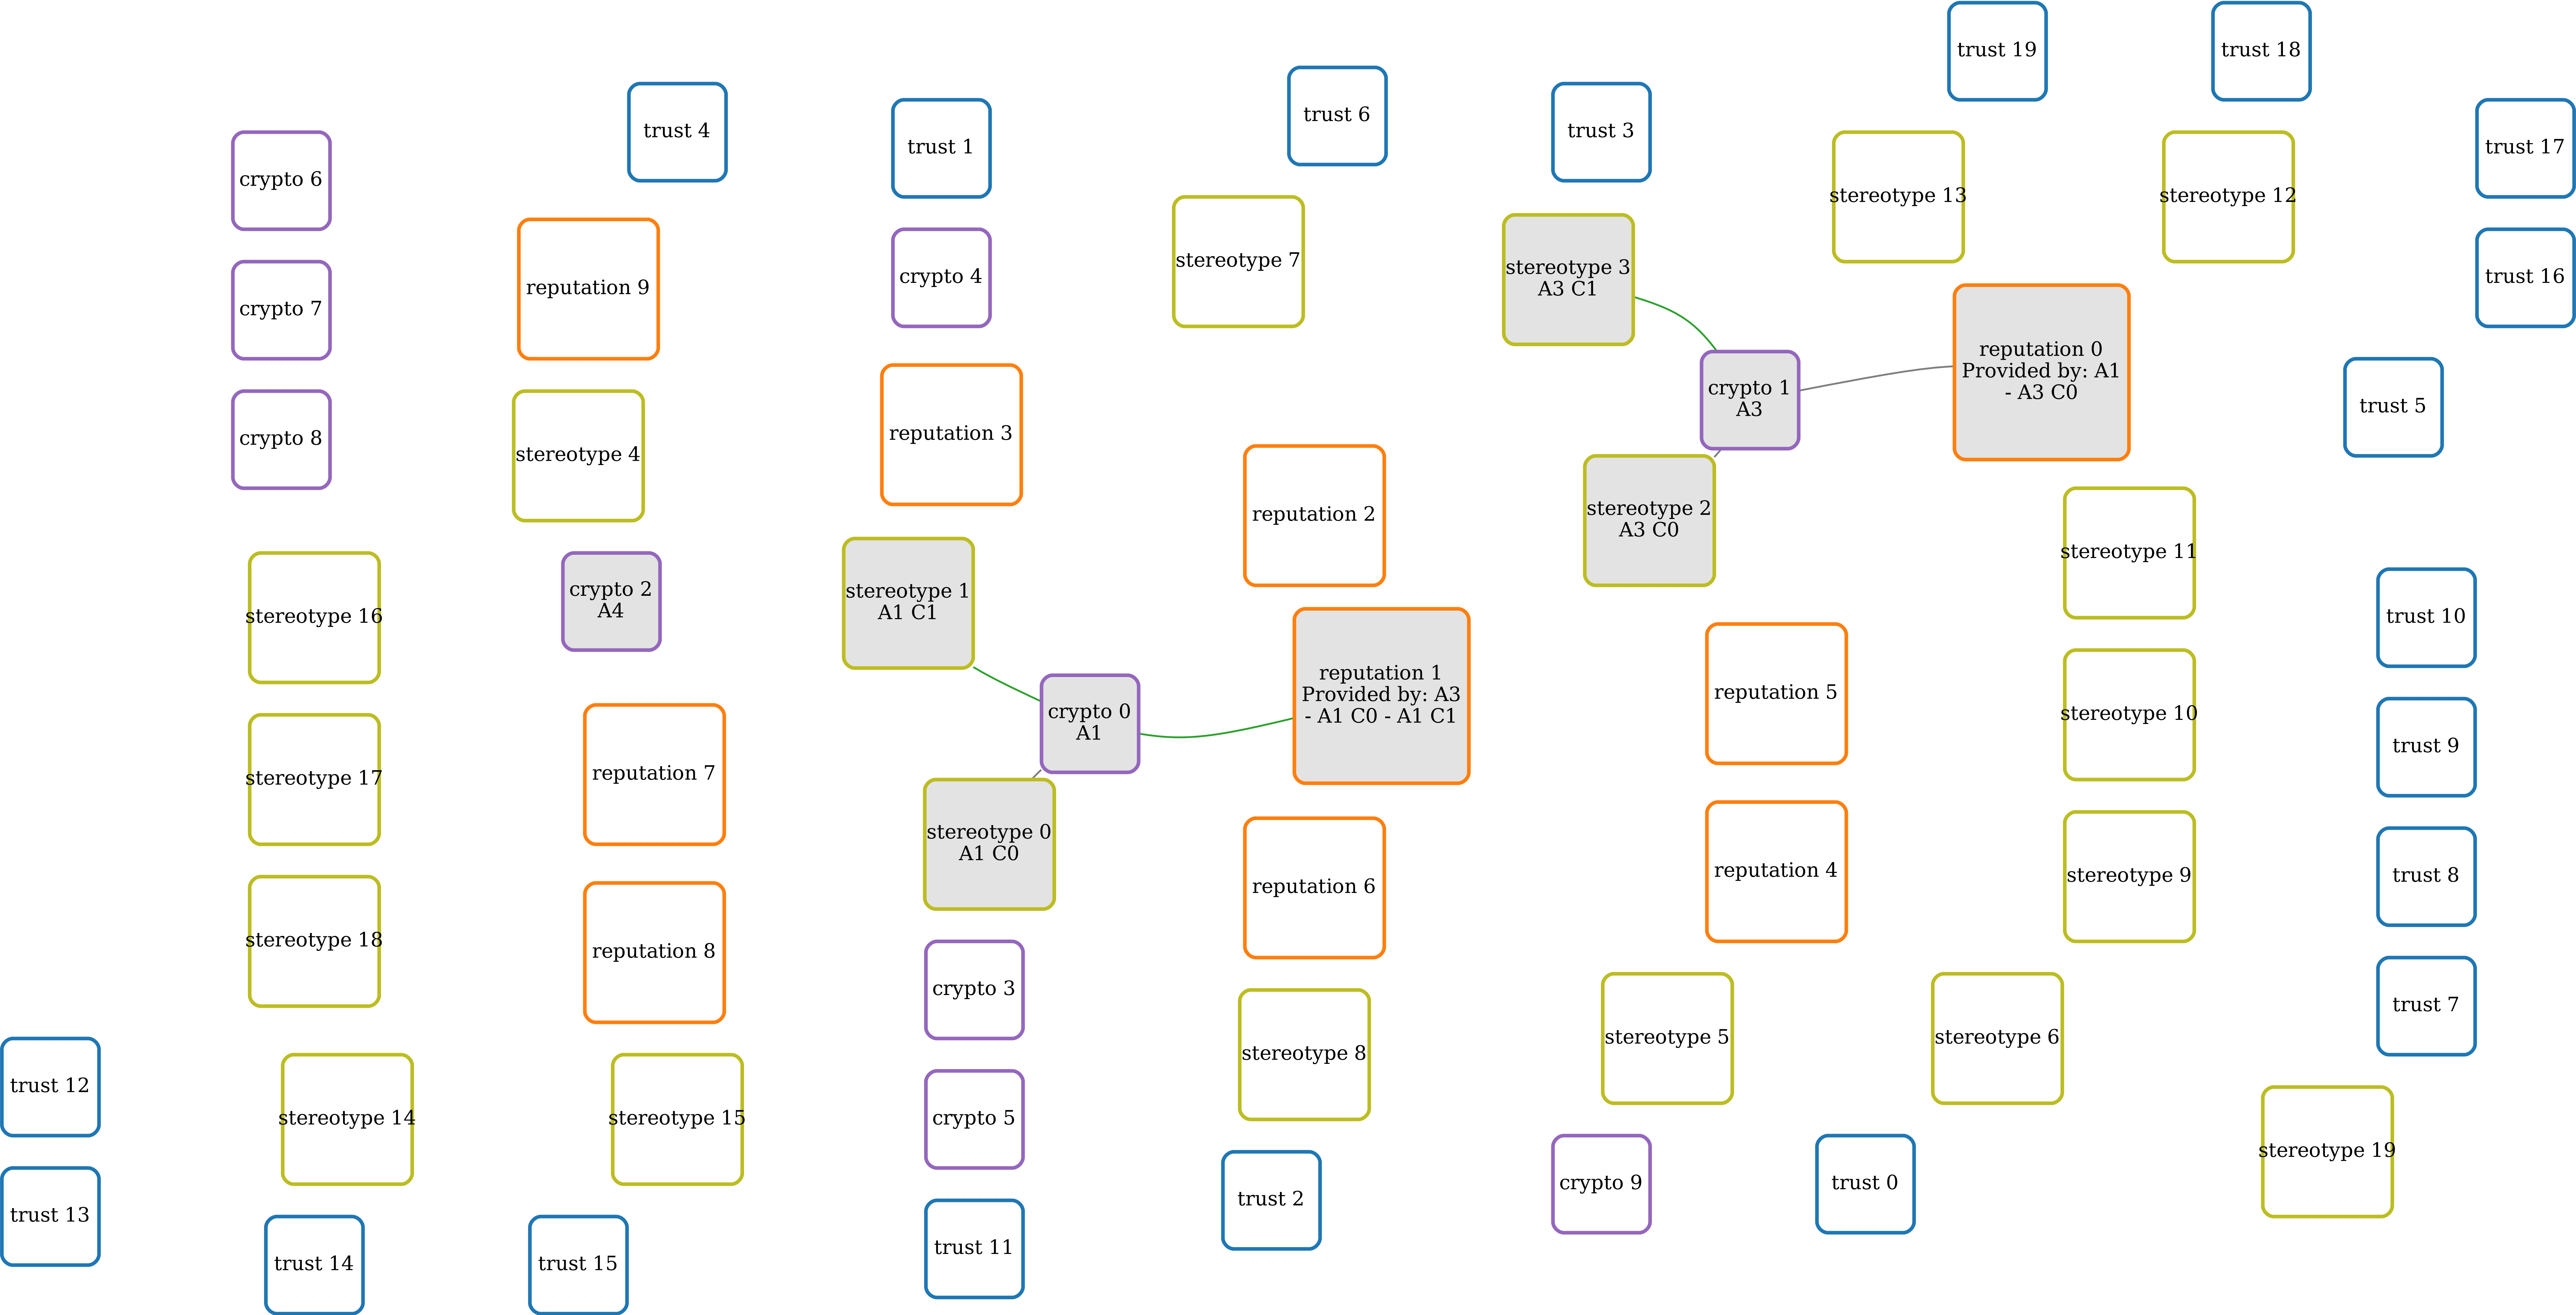 trust 19
trust 18
trust 6
trust 4
trust 3
trust 1
trust 17
crypto 6
stereotype 13
stereotype 12
stereotype 7
stereotype 3
A3 C1
crypto 4
trust 16
reputation 9
crypto 7
reputation 0
Provided by: A1
- A3 C0
crypto 1
A3
trust 5
reputation 3
crypto 8
stereotype 4
reputation 2
stereotype 2
A3 C0
stereotype 11
stereotype 1
A1 C1
crypto 2
A4
stereotype 16
trust 10
reputation 1
Provided by: A3
- A1 C0 - A1 C1
reputation 5
crypto 0
A1
stereotype 10
trust 9
reputation 7
stereotype 17
stereotype 0
A1 C0
reputation 4
stereotype 9
trust 8
reputation 6
stereotype 18
reputation 8
crypto 3
trust 7
stereotype 5
stereotype 6
stereotype 8
trust 12
stereotype 14
stereotype 15
crypto 5
stereotype 19
crypto 9
trust 0
trust 2
trust 13
trust 11
trust 14
trust 15